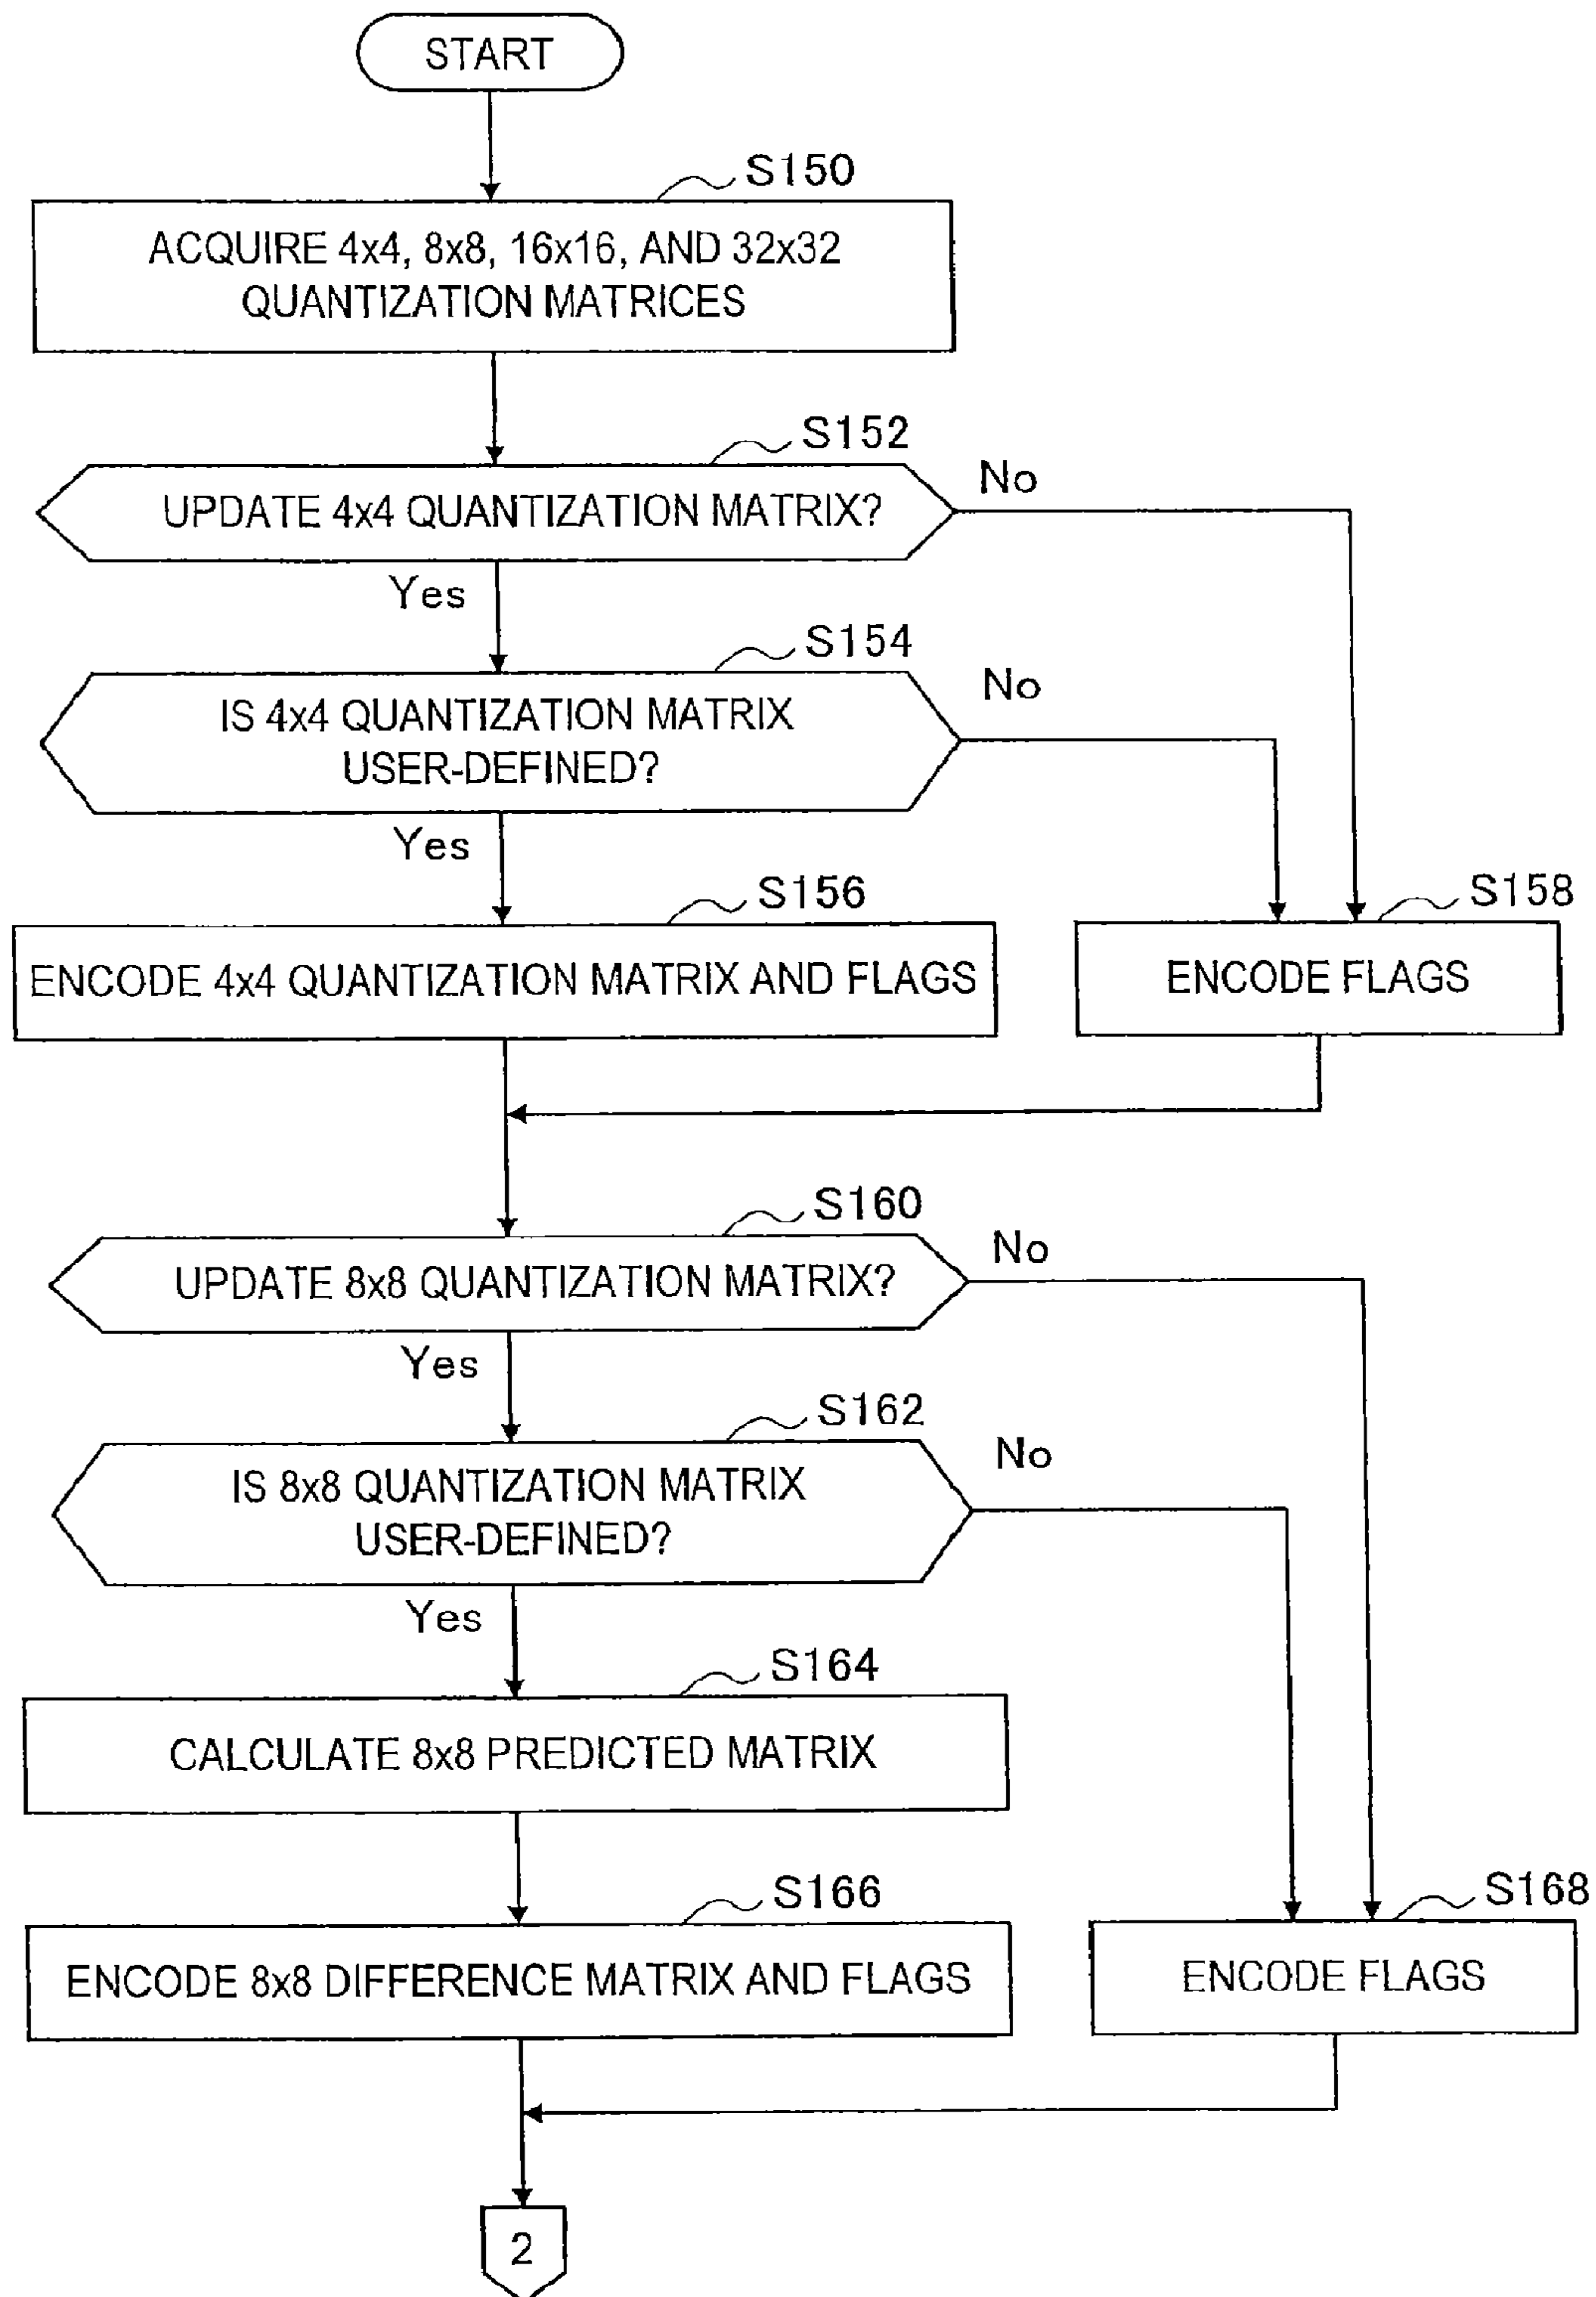 START
S150
ACQUIRE 4x4, 8x8, 16x16, AND 32x32
QUANTIZATION MATRICES
S152
UPDATE 4x4 QUANTIZATION MATRIX?
No
Yes
S154
IS 4x4 QUANTIZATION MATRIX
USER-DEFINED?
No
Yes
S156
ENCODE 4x4 QUANTIZATION MATRIX AND FLAGS
S158
ENCODE FLAGS
S160
UPDATE 8x8 QUANTIZATION MATRIX?
No
Yes
S162
IS 8x8 QUANTIZATION MATRIX
USER-DEFINED?
No
Yes
S164
CALCULATE 8x8 PREDICTED MATRIX
S166
ENCODE 8x8 DIFFERENCE MATRIX AND FLAGS
S168
ENCODE FLAGS
2